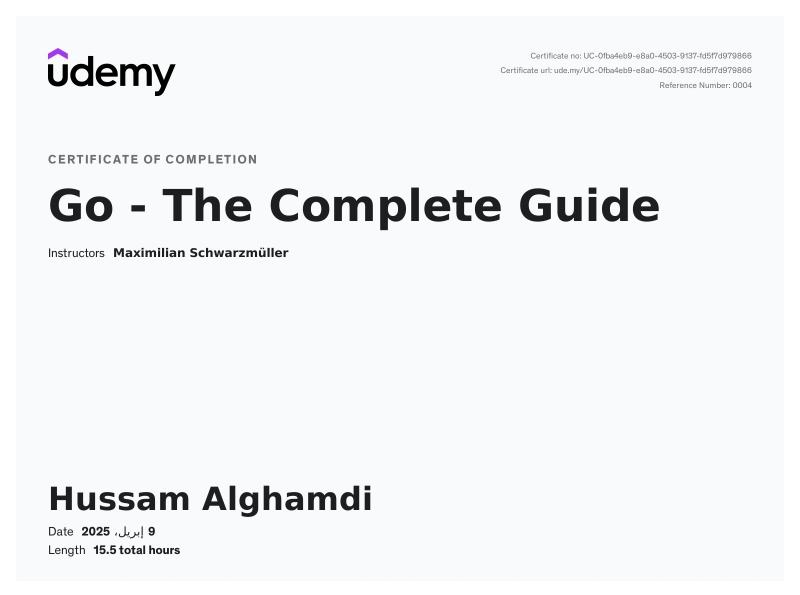 udemy
Certificate no: UC-0fba4eb9-e8a0-4503-9137-fd5f7d979866
Certificate url: ude.my/UC-0fba4eb9-e8a0-4503-9137-fd5f7d979866
Reference Number: 0004
CERTIFICATE OF COMPLETION
Go - The Complete Guide
Instructors Maximilian Schwarzmüller
Hussam Alghamdi
Date 9 إبريل، 2025
Length 15.5 total hours